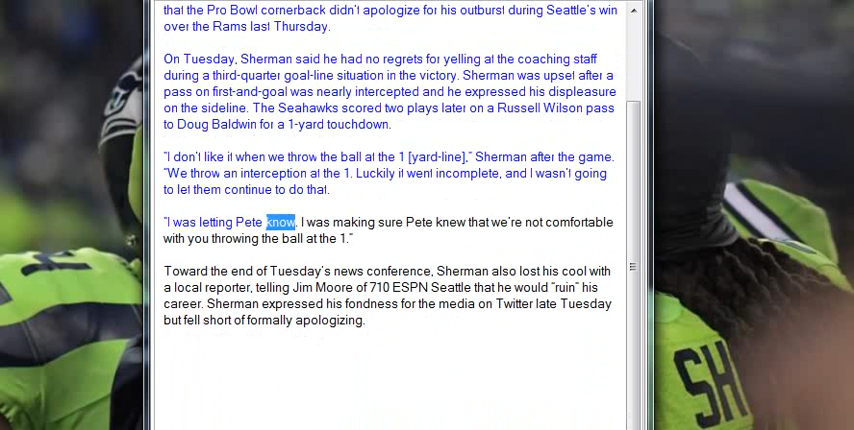 that the Pro Bowl cornerback didn't apologize for his outburst during Seattle's win
over the Rams last Thursday.
On Tuesday, Sherman said he had no regrets for yelling at the coaching staff
during a third-quarter goal-line situation in the victory. Sherman was upset after a
pass on first-and-goal was nearly intercepted and he expressed his displeasure
on the sideline. The Seahawks scored two plays later on a Russell Wilson pass
to Doug Baldwin for a 1-yard touchdown.
"I don't like it when we throw the ball at the 1 [yard-line]," Sherman after the game.
"We throw an interception at the 1. Luckily it went incomplete, and I wasn't going
to let them continue to do that.
"I was letting Pete know. I was making sure Pete knew that we're not comfortable
with you throwing the ball at the 1."
Toward the end of Tuesday's news conference, Sherman also lost his cool with
a local reporter, telling Jim Moore of 710 ESPN Seattle that he would "ruin" his
career. Sherman expressed his fondness for the media on Twitter late Tuesday
but fell short of formally apologizing.
SH